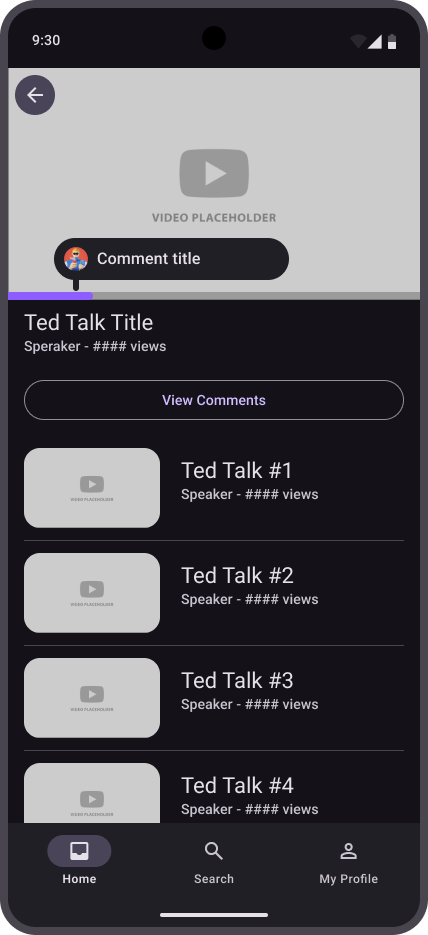 9:30
VIDEO PLACEHOLDER
Comment title
Ted Talk Title
Speraker - #### views
View Comments
VIDEO PLACEHOLDER
Ted Talk #1
Speaker - #### views
VIDEO PLACEHOLDER
Ted Talk #2
Speaker - #### views
VIDEO PLACEHOLDER
Ted Talk #3
Speaker - #### views
VIDEO PLACEHOLDER
Ted Talk #4
Speaker - #### views
Home
Search
My Profile